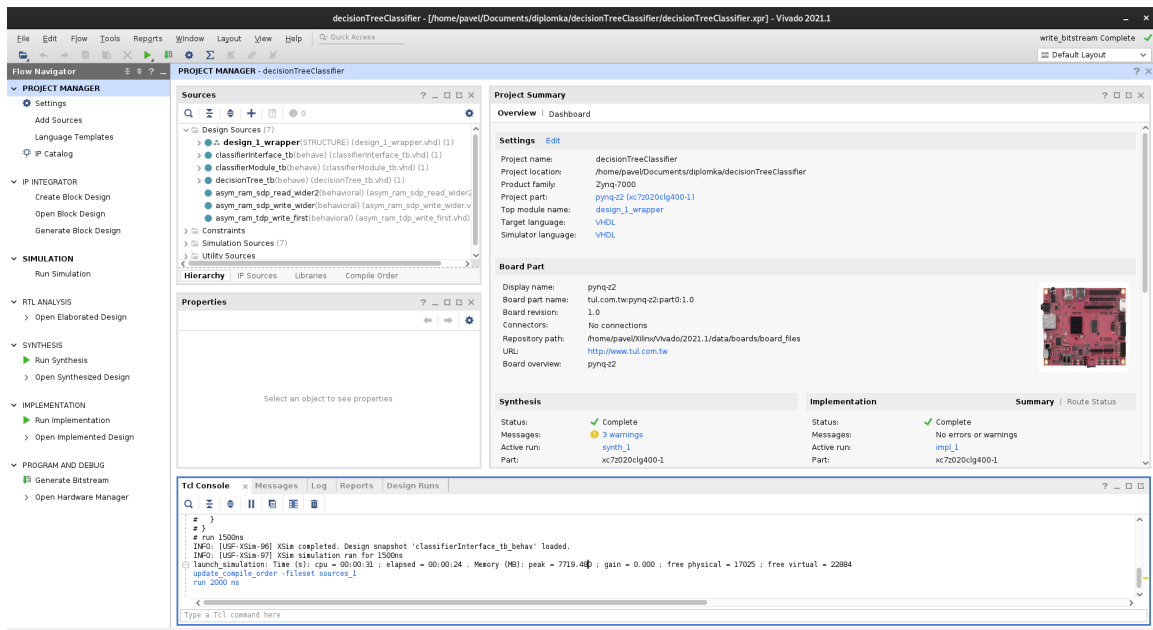 decisionTreeClassifier - [/home/pavel/Documents/diplomka/decisionTreeClassifier/decisionTreeClassifier.xpr] - Vivado 2021.1
File Edit Flow Tools Reports Window Layout View Help Q- Quick Access
write_bitstream Complete
Default Layout
Flow Navigator
PROJECT MANAGER
Settings
Add Sources
Language Templates
IP Catalog
IP INTEGRATOR
Create Block Design
Open Block Design
Generate Block Design
SIMULATION
Run Simulation
RTL ANALYSIS
Open Elaborated Design
SYNTHESIS
Run Synthesis
Open Synthesized Design
IMPLEMENTATION
Run Implementation
Open Implemented Design
PROGRAM AND DEBUG
Generate Bitstream
Open Hardware Manager
PROJECT MANAGER - decisionTreeClassifier
Sources
0
Design Sources (7)
design_1_wrapper(STRUCTURE) (design_1_wrapper.vhd) (1)
classifierInterface_tb(behave) (classifierInterface_tb.vhd) (1)
classifierModule_tb(behave) (classifierModule_tb.vhd) (1)
decisionTree_tb(behave) (decisionTree_tb.vhd) (1)
asym_ram_sdp_read_wider2(behavioral) (asym_ram_sdp_read_wider2
asym_ram_sdp_write_wider(behavioral) (asym_ram_sdp_write_wider.v
asym_ram_tdp_write_first(behavioral) (asym_ram_tdp_write_first.vhd)
Constraints
Simulation Sources (7)
Utility Sources
Hierarchy IP Sources Libraries Compile Order
Properties
Select an object to see properties
Project Summary
Overview | Dashboard
Settings Edit
Project name: decisionTreeClassifier
Project location: /home/pavel/Documents/diplomka/decisionTreeClassifier
Product family: Zynq-7000
Project part: pynq-z2 (xc7z020clg400-1)
Top module name: design_1_wrapper
Target language: VHDL
Simulator language: VHDL
Board Part
Display name: pynq-z2
Board part name: tul.com.tw:pynq-z2:part0:1.0
Board revision: 1.0
Connectors: No connections
Repository path: /home/pavel/Xilinx/Vivado/2021.1/data/boards/board_files
URL: http://www.tul.com.tw
Board overview: pynq-z2
Synthesis
Status: Complete
Messages: 3 warnings
Active run: synth_1
Part: xc7z020clg400-1
Implementation Summary | Route Status
Status: Complete
Messages: No errors or warnings
Active run: impl_1
Part: xc7z020clg400-1
Tcl Console Messages Log Reports Design Runs
# }
# }
# run 1500ns
INFO: [USF-XSim-96] XSim completed. Design snapshot 'classifierInterface_tb_behav' loaded.
INFO: [USF-XSim-97] XSim simulation ran for 1500ns
launch_simulation: Time (s): cpu = 00:00:31 ; elapsed = 00:00:24 . Memory (MB): peak = 7719.480 ; gain = 0.000 ; free physical = 17025 ; free virtual = 22884
update_compile_order -fileset sources_1
run 2000 ns
Type a Tcl command here